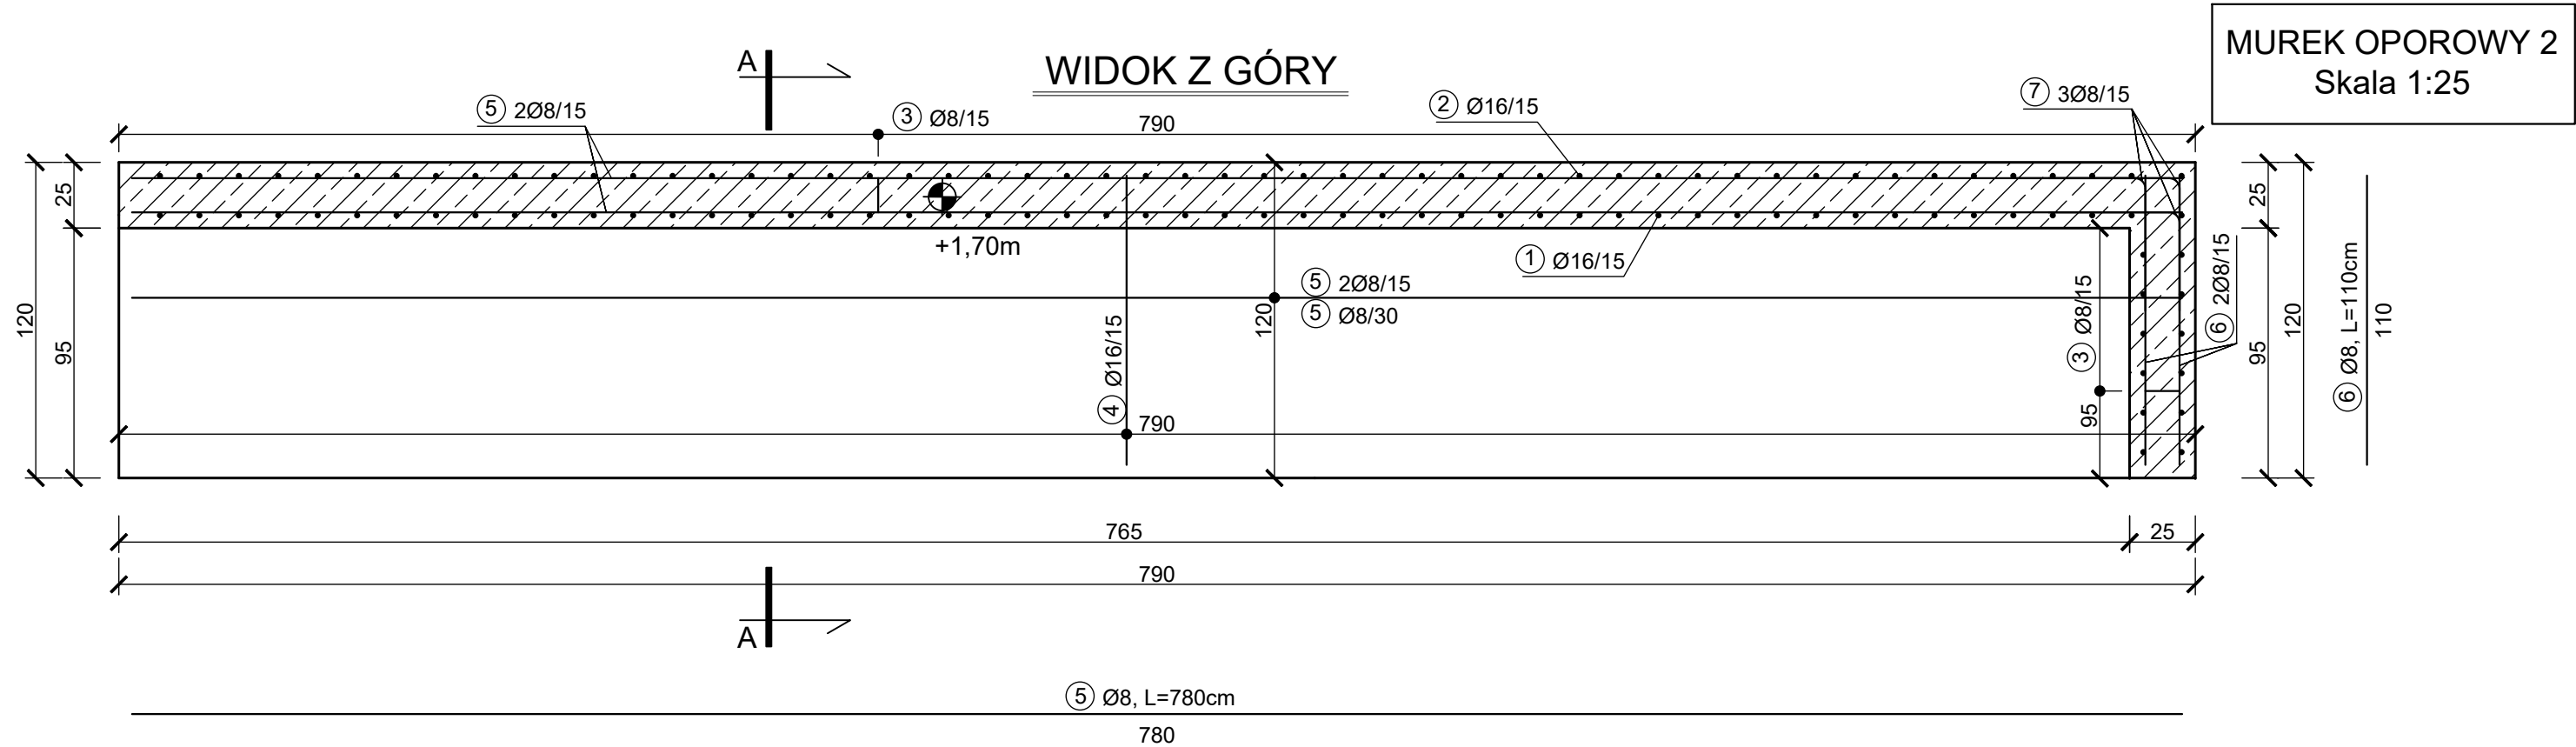 MUREK OPOROWY 2
Skala 1:25
WIDOK Z GÓRY
A
5 2Ø8/15
3 Ø8/15
790
2 Ø16/15
7 3Ø8/15
25
120
95
+1,70m
1 Ø16/15
5 2Ø8/15
5 Ø8/30
120
4 Ø16/15
790
3 Ø8/15
95
6 2Ø8/15
25
95
120
6 Ø8, L=110cm
110
765
25
790
A
5 Ø8, L=780cm
780